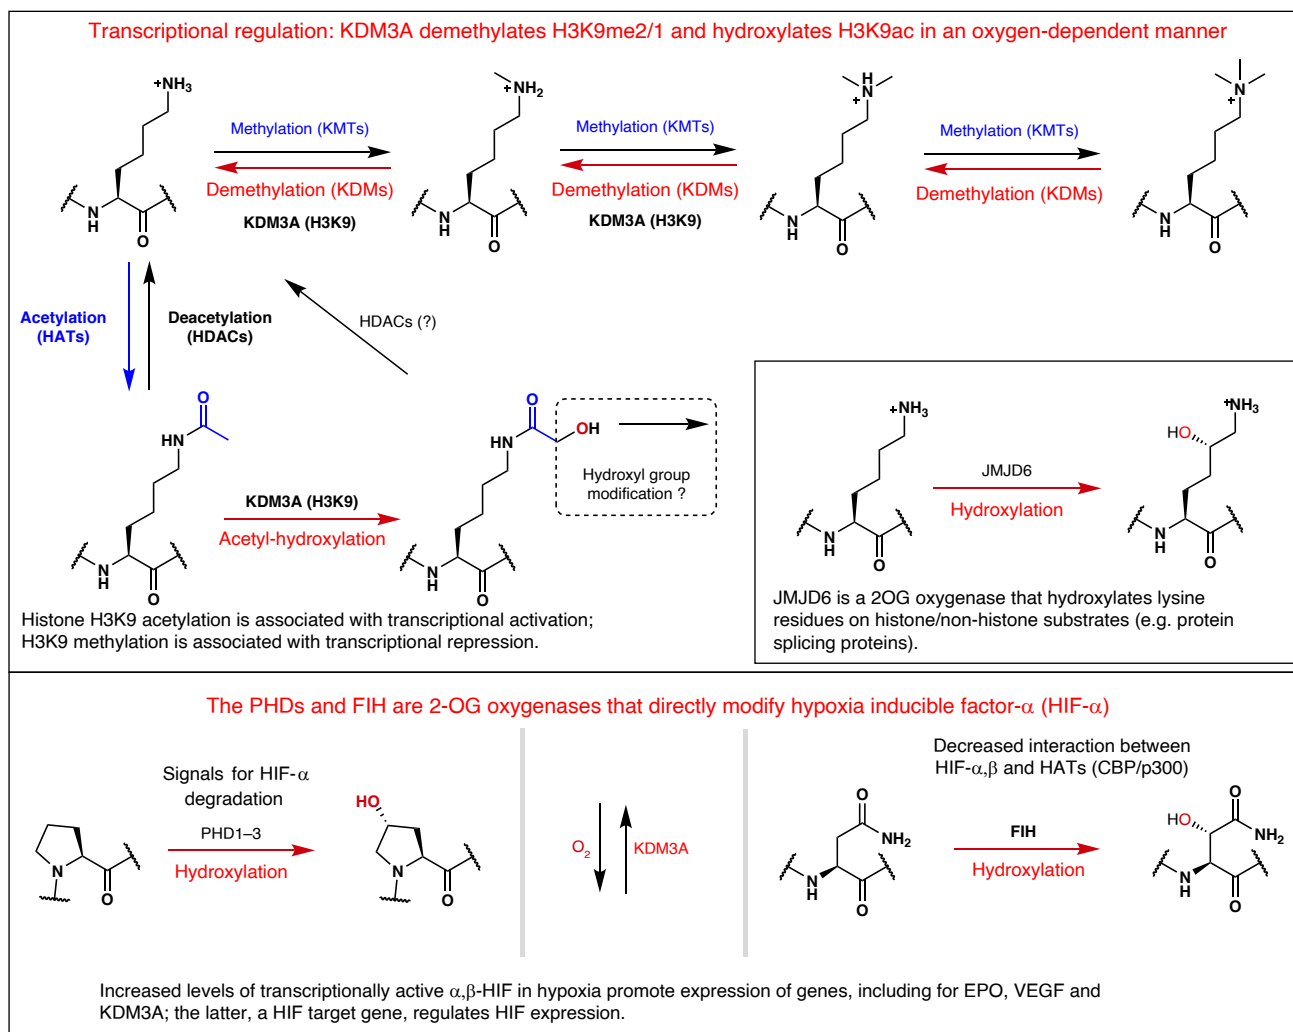 Transcriptional regulation: KDM3A demethylates H3K9me2/1 and hydroxylates H3K9ac in an oxygen-dependent manner
+NH3
Methylation (KMTs)
Demethylation (KDMs)
KDM3A (H3K9)
N
H
O
+NH2
Methylation (KMTs)
Demethylation (KDMs)
KDM3A (H3K9)
N
H
O
H
N
+
Methylation (KMTs)
Demethylation (KDMs)
N
H
O
N
+
N
H
O
Acetylation
(HATs)
Deacetylation
(HDACs)
HDACs (?)
O
HN
N
H
O
KDM3A (H3K9)
Acetyl-hydroxylation
O
HN
OH
N
H
O
Hydroxyl group
modification ?
Histone H3K9 acetylation is associated with transcriptional activation;
H3K9 methylation is associated with transcriptional repression.
+NH3
N
H
O
JMJD6
Hydroxylation
+NH3
HO
N
H
O
JMJD6 is a 2OG oxygenase that hydroxylates lysine
residues on histone/non-histone substrates (e.g. protein
splicing proteins).
The PHDs and FIH are 2-OG oxygenases that directly modify hypoxia inducible factor-α (HIF-α)
N
O
Signals for HIF-α
degradation
PHD1–3
Hydroxylation
HO
N
O
O2
KDM3A
Decreased interaction between
HIF-α,β and HATs (CBP/p300)
O
NH2
N
H
O
FIH
Hydroxylation
HO
O
NH2
N
H
O
Increased levels of transcriptionally active α,β-HIF in hypoxia promote expression of genes, including for EPO, VEGF and
KDM3A; the latter, a HIF target gene, regulates HIF expression.